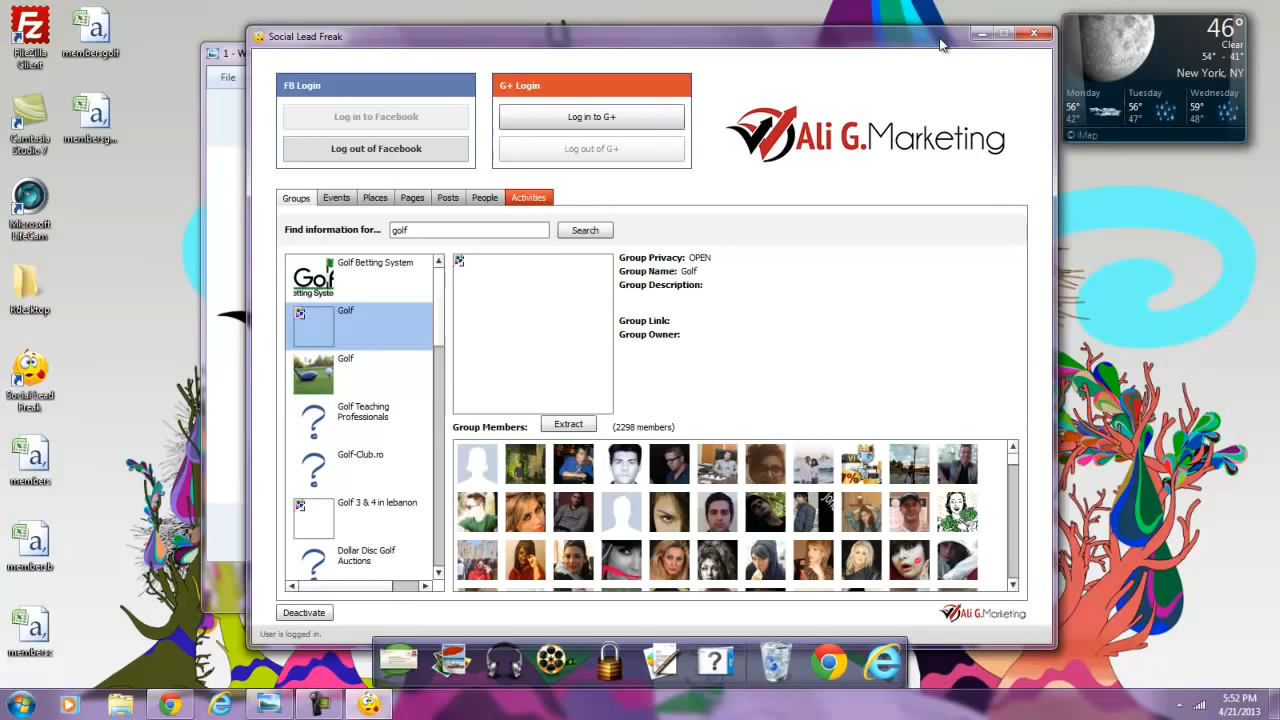 FileZilla
Client
membersgolf
Camtasia
Studio 7
membersg...
Microsoft
LifeCam
Rdesktop
Social Lead
Freak
members
membersb
membersc
1 - W
File
Social Lead Freak
FB Login
Log in to Facebook
Log out of Facebook
G+ Login
Log in to G+
Log out of G+
Ali G.Marketing
Groups Events Places Pages Posts People Activities
Find information for... golf Search
Golf Betting System
Golf
etting Syste
Golf
Golf
Golf Teaching
Professionals
Golf-Club.ro
Golf 3 & 4 in lebanon
Dollar Disc Golf
Auctions
Group Privacy: OPEN
Group Name: Golf
Group Description:
Group Link:
Group Owner:
Group Members: Extract (2298 members)
Deactivate
Ali G.Marketing
User is logged in.
46°
Clear
54° - 41°
New York, NY
Monday Tuesday Wednesday
56° 56° 59°
42° 47° 48°
© iMap
5:52 PM
4/21/2013